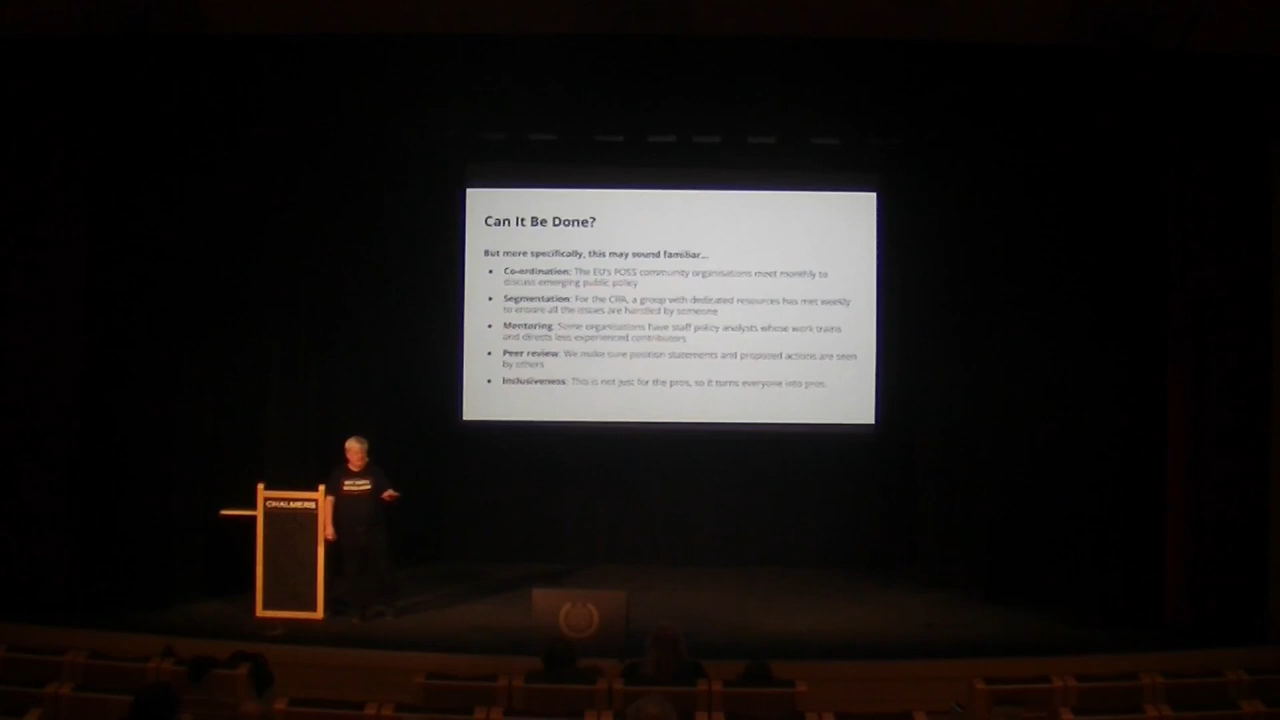 Can It Be Done?
But more specifically, this may sound familiar...
• Co-ordination: The EU's FOSS community organisations meet monthly to
discuss emerging public policy
• Segmentation: For the CRA, a group with dedicated resources has met weekly
to ensure all the issues are handled by someone
• Mentoring: Some organisations have staff policy analysts whose work trains
and directs less experienced contributors
• Peer review: We make sure position statements and proposed actions are seen
by others
• Inclusiveness: This is not just for the pros, so it turns everyone into pros.
CHALMERS